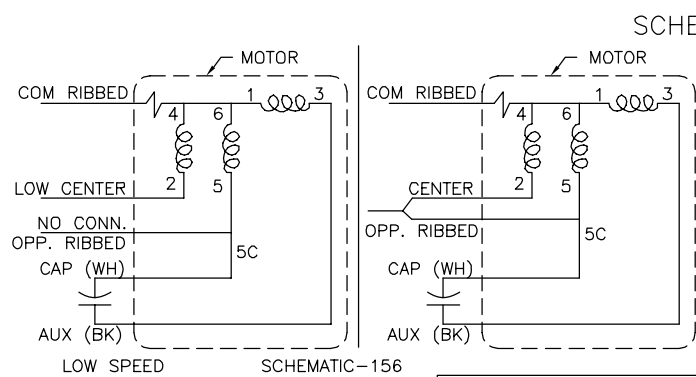 SCHE
MOTOR
COM RIBBED
4 6 1 3
LOW CENTER
2 5
NO CONN.
OPP. RIBBED
5C
CAP (WH)
AUX (BK)
LOW SPEED
MOTOR
COM RIBBED
4 6 1 3
CENTER
2 5
OPP. RIBBED
5C
CAP (WH)
AUX (BK)
SCHEMATIC-156